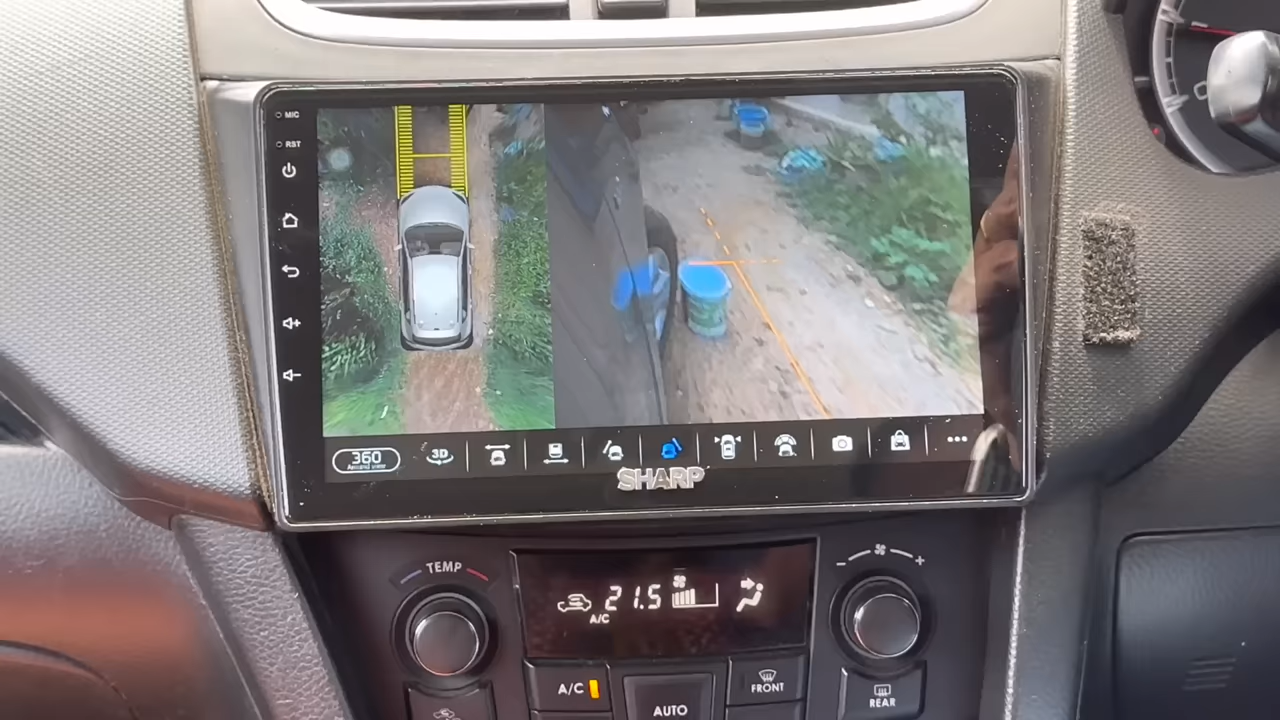 MIC
RST
360
Around view
3D
SHARP
TEMP
21.5
A/C
A/C
AUTO
FRONT
REAR